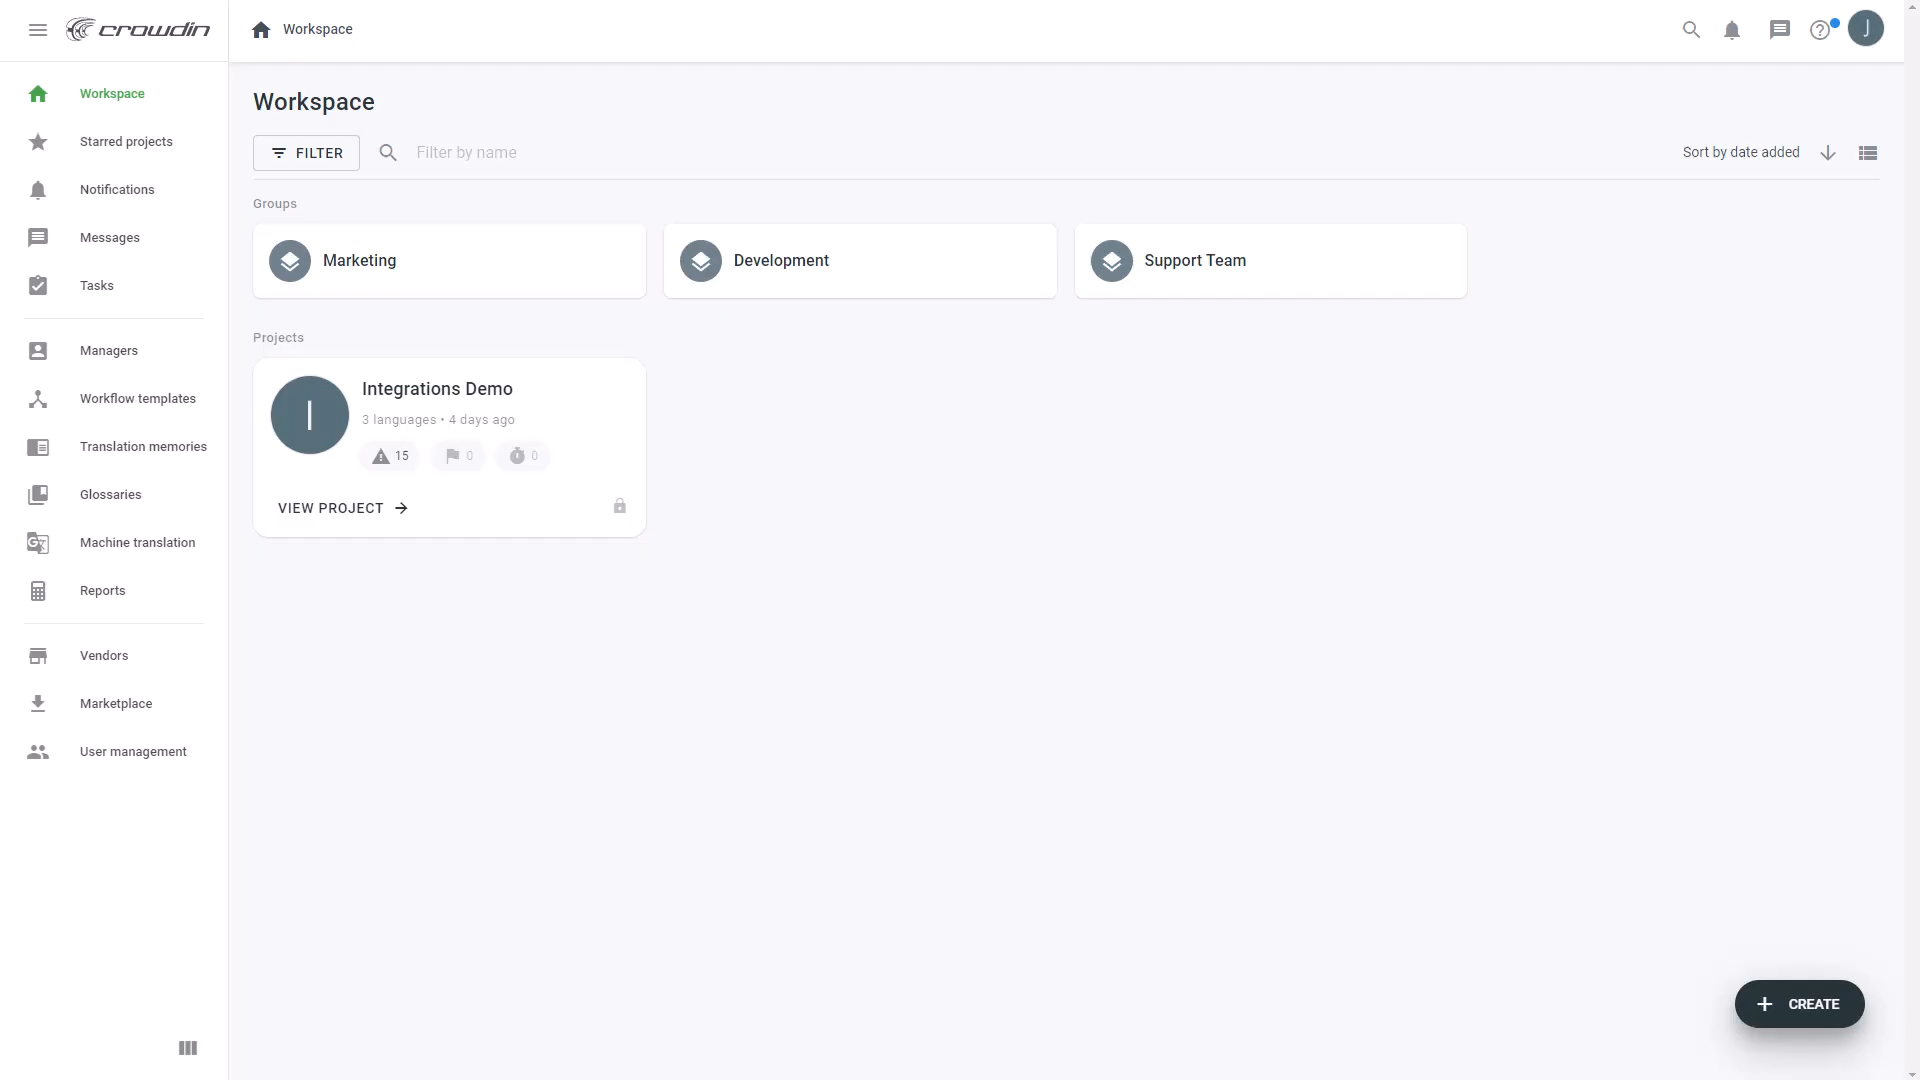 crowdin
Workspace
J
Workspace
Starred projects
Notifications
Messages
Tasks
Managers
Workflow templates
Translation memories
Glossaries
Machine translation
Reports
Vendors
Marketplace
User management
Workspace
FILTER
Filter by name
Sort by date added
Groups
Marketing
Development
Support Team
Projects
I
Integrations Demo
3 languages • 4 days ago
15 0 0
VIEW PROJECT
CREATE